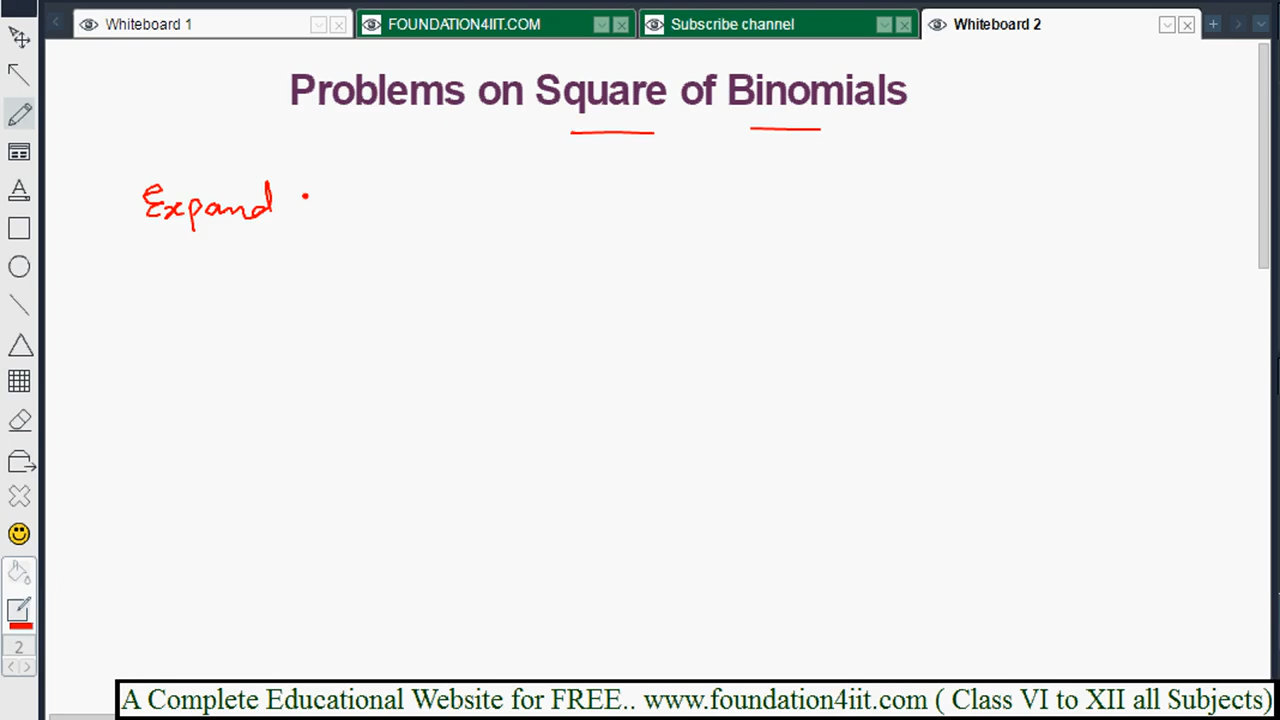 Whiteboard 1
FOUNDATION4IIT.COM
Subscribe channel
Whiteboard 2
Problems on Square of Binomials
Expand
2
A Complete Educational Website for FREE.. www.foundation4iit.com ( Class VI to XII all Subjects)